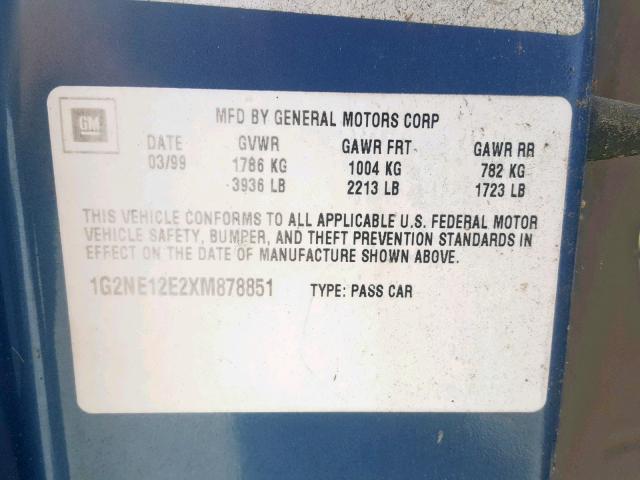 GM
MFD BY GENERAL MOTORS CORP
DATE GVWR GAWR FRT GAWR RR
03/99 1786 KG 1004 KG 782 KG
3936 LB 2213 LB 1723 LB
THIS VEHICLE CONFORMS TO ALL APPLICABLE U.S. FEDERAL MOTOR
VEHICLE SAFETY, BUMPER, AND THEFT PREVENTION STANDARDS IN
EFFECT ON THE DATE OF MANUFACTURE SHOWN ABOVE.
1G2NE12E2XM878851 TYPE: PASS CAR